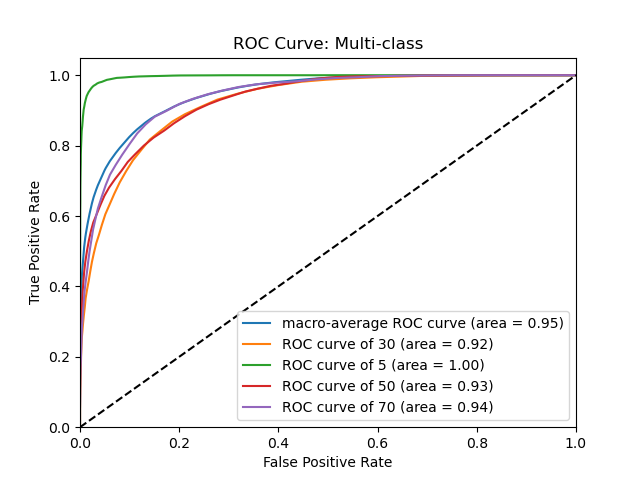 ROC Curve: Multi-class
True Positive Rate
1.0
0.8
0.6
0.4
0.2
0.0
macro-average ROC curve (area = 0.95)
ROC curve of 30 (area = 0.92)
ROC curve of 5 (area = 1.00)
ROC curve of 50 (area = 0.93)
ROC curve of 70 (area = 0.94)
0.0 0.2 0.4 0.6 0.8 1.0
False Positive Rate